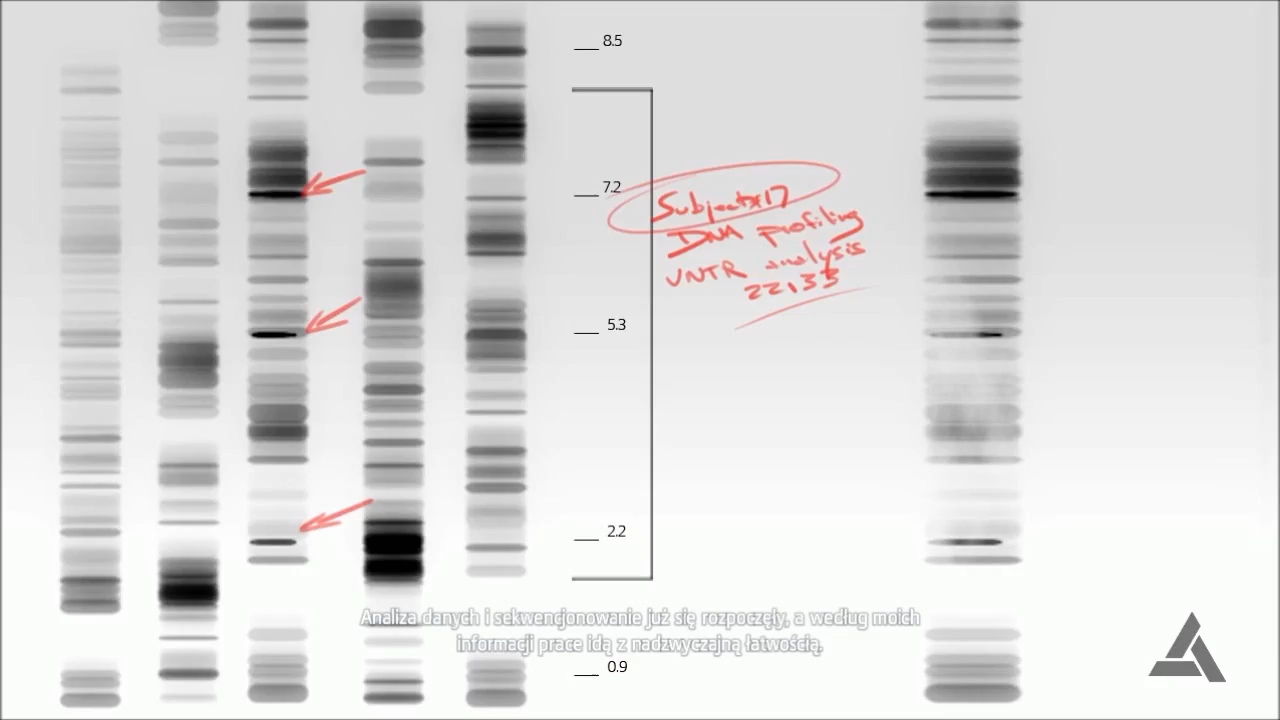 8.5
7.2
Subject 17
DNA profiling
VNTR analysis
22133
5.3
2.2
Analiza danych i sekwencjonowanie już się rozpoczęły, a według moich
informacji prace idą z nadzwyczajną łatwością.
0.9